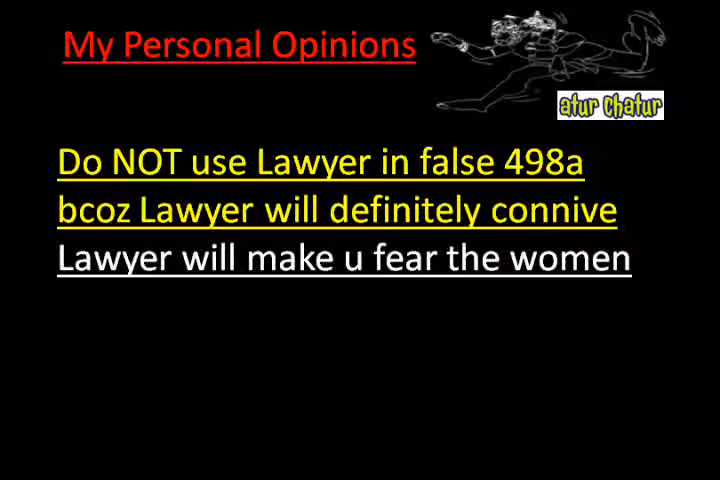 My Personal Opinions
atur chatur
Do NOT use Lawyer in false 498a
bcoz Lawyer will definitely connive
Lawyer will make u fear the women